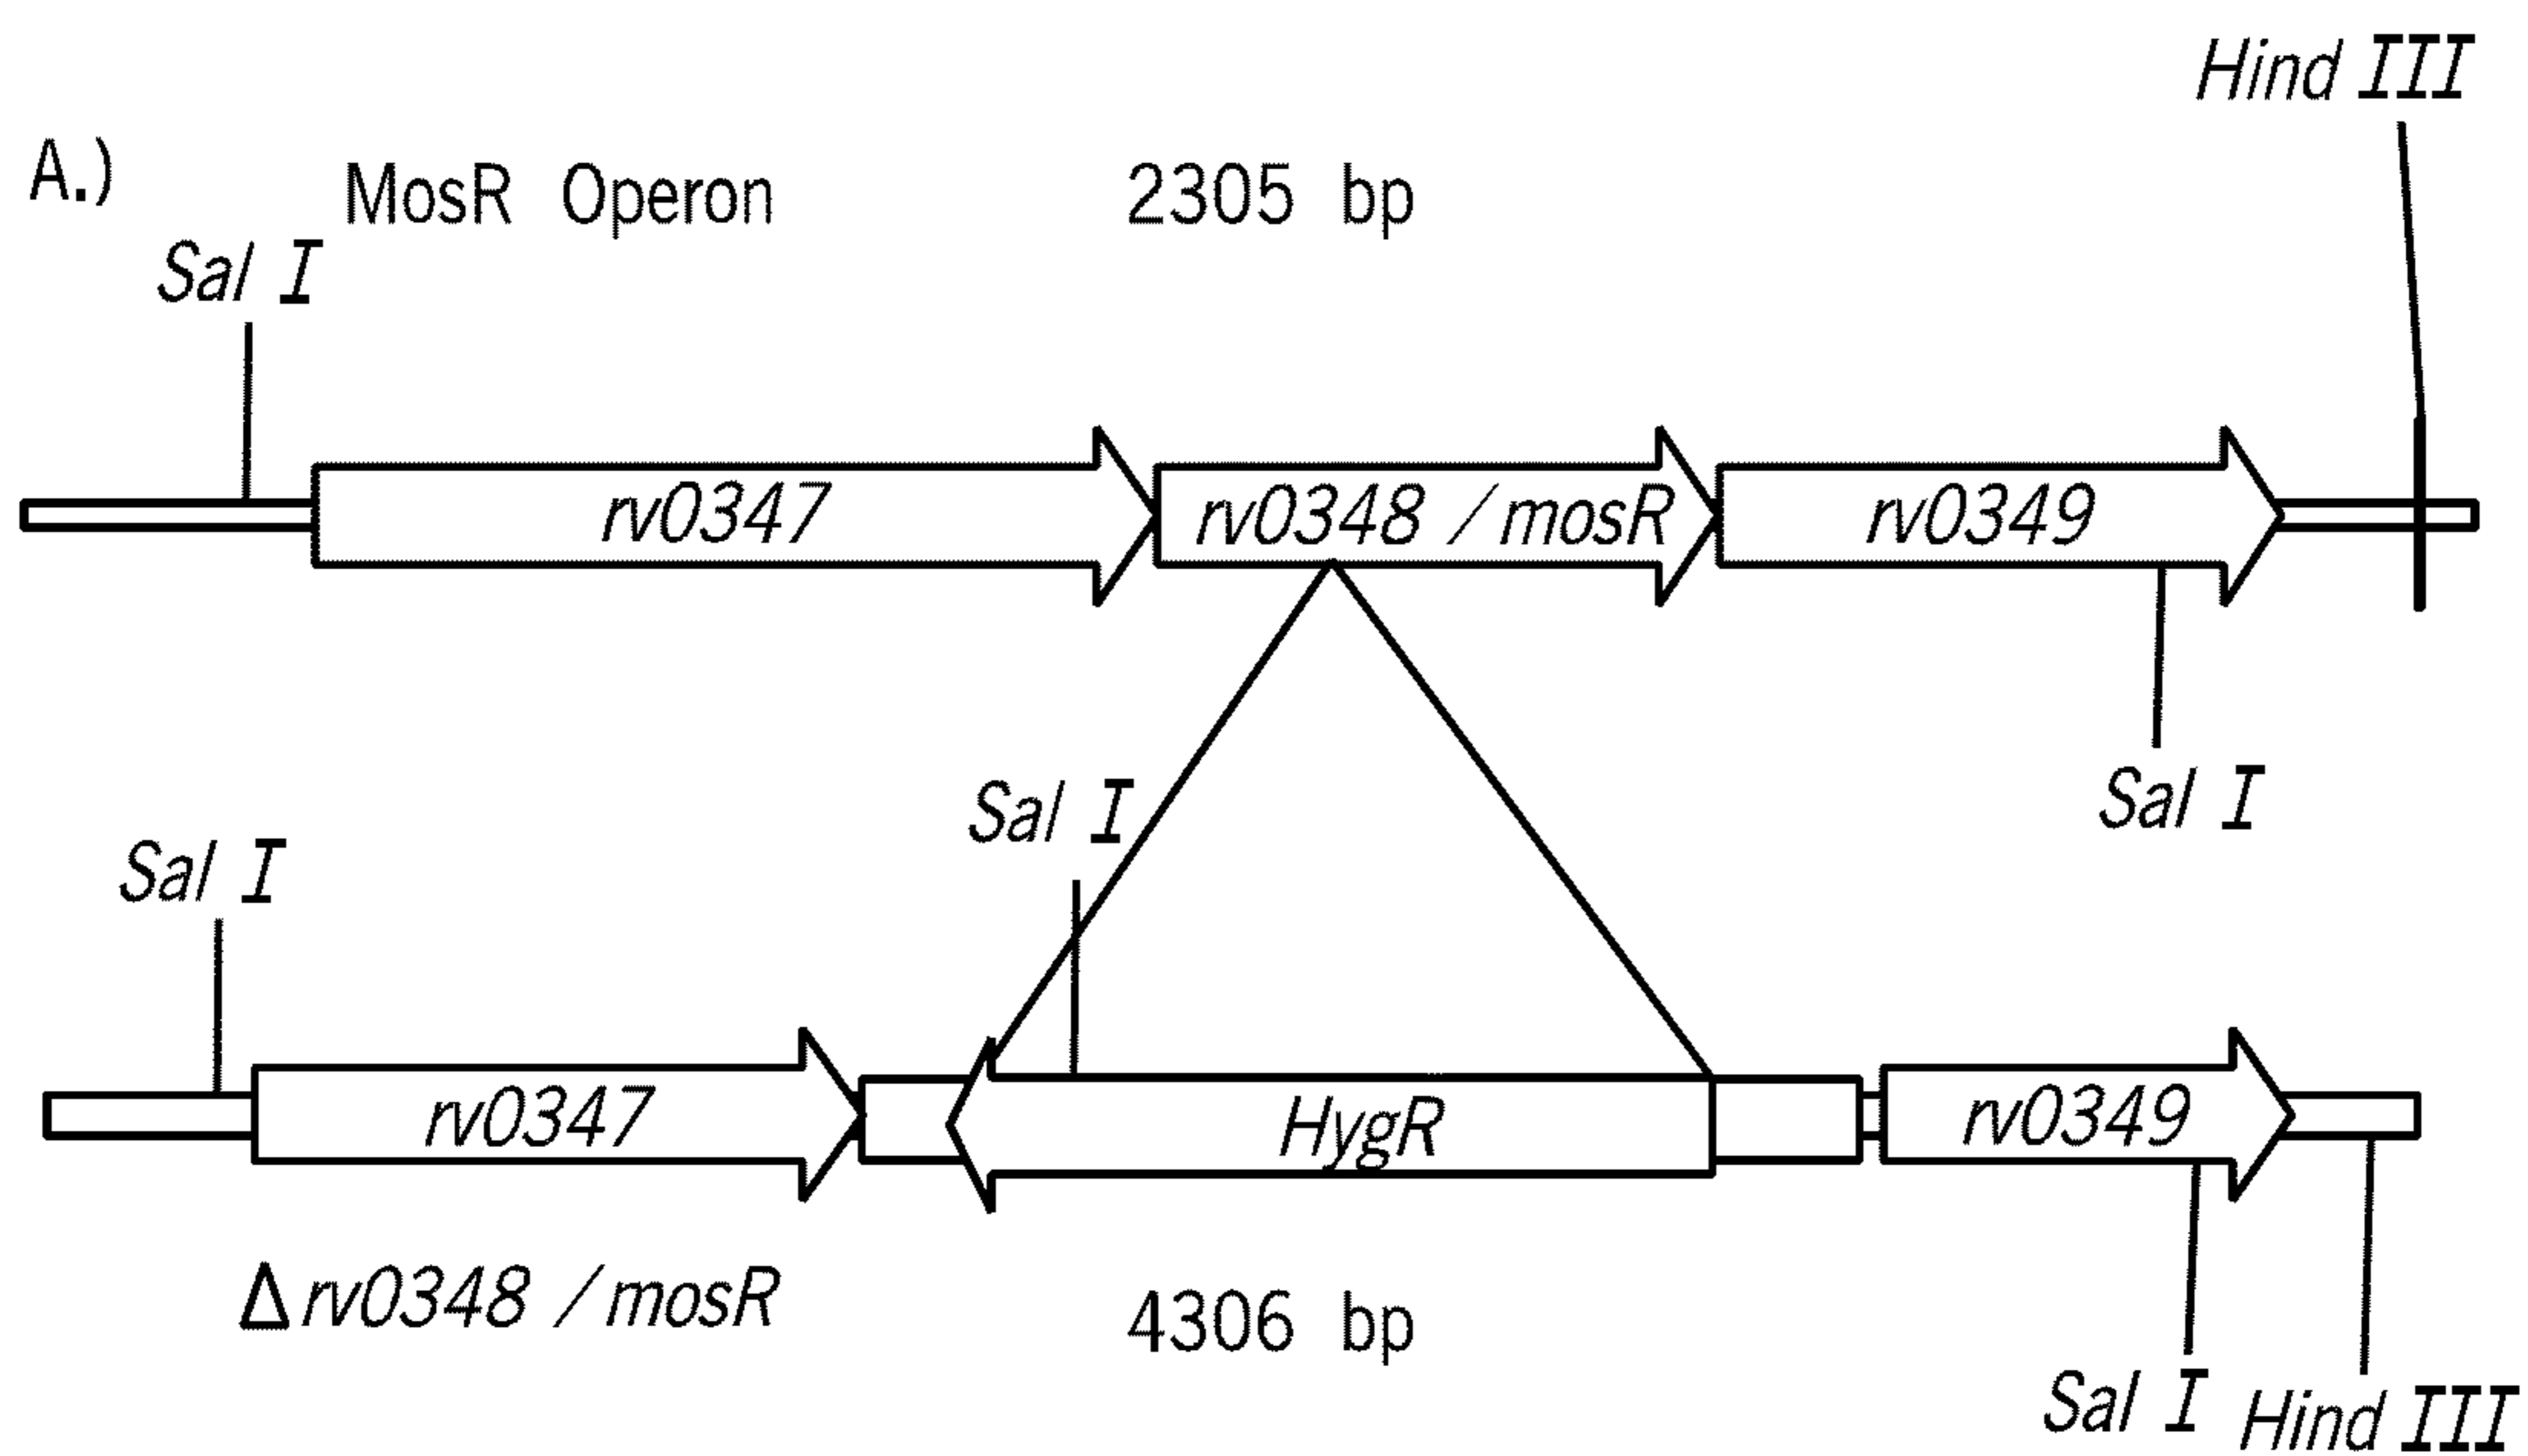 Hind III
A.) MosR Operon 2305 bp
Sal I
rv0347 rv0348 / mosR rv0349
Sal I
Sal I
Sal I
rv0347 HygR rv0349
Δ rv0348 / mosR 4306 bp
Sal I Hind III